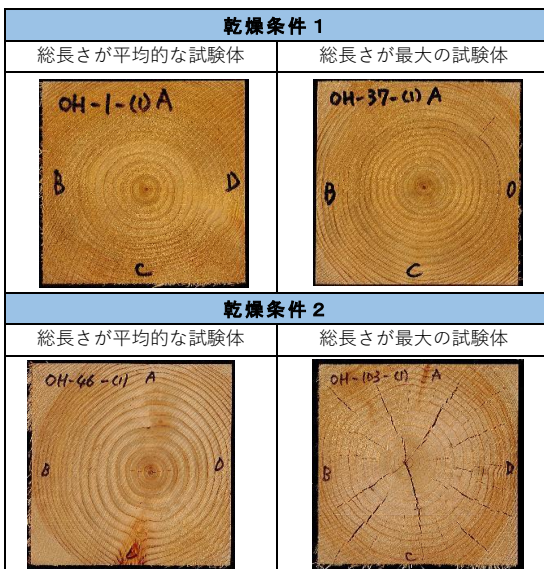 乾燥条件1
総長さが平均的な試験体
総長さが最大の試験体
OH-1-(1) A
B
D
C
OH-37-(1) A
B
D
C
乾燥条件2
総長さが平均的な試験体
総長さが最大の試験体
OH-46-(1) A
B
D
C
OH-103-(1) A
B
D
C